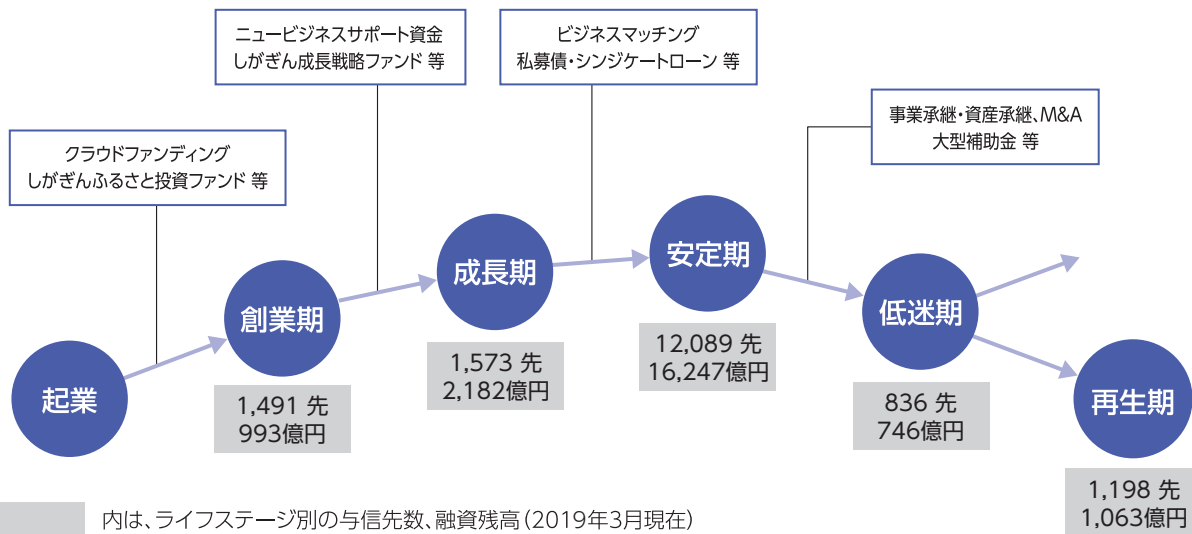 ニュービジネスサポート資金
しがぎん成長戦略ファンド 等
ビジネスマッチング
私募債・シンジケートローン 等
事業承継・資産承継、M&A
大型補助金 等
クラウドファンディング
しがぎんふるさと投資ファンド 等
起業
創業期
1,491 先
993億円
成長期
1,573 先
2,182億円
安定期
12,089 先
16,247億円
低迷期
836 先
746億円
再生期
1,198 先
1,063億円
内は、ライフステージ別の与信先数、融資残高(2019年3月現在)